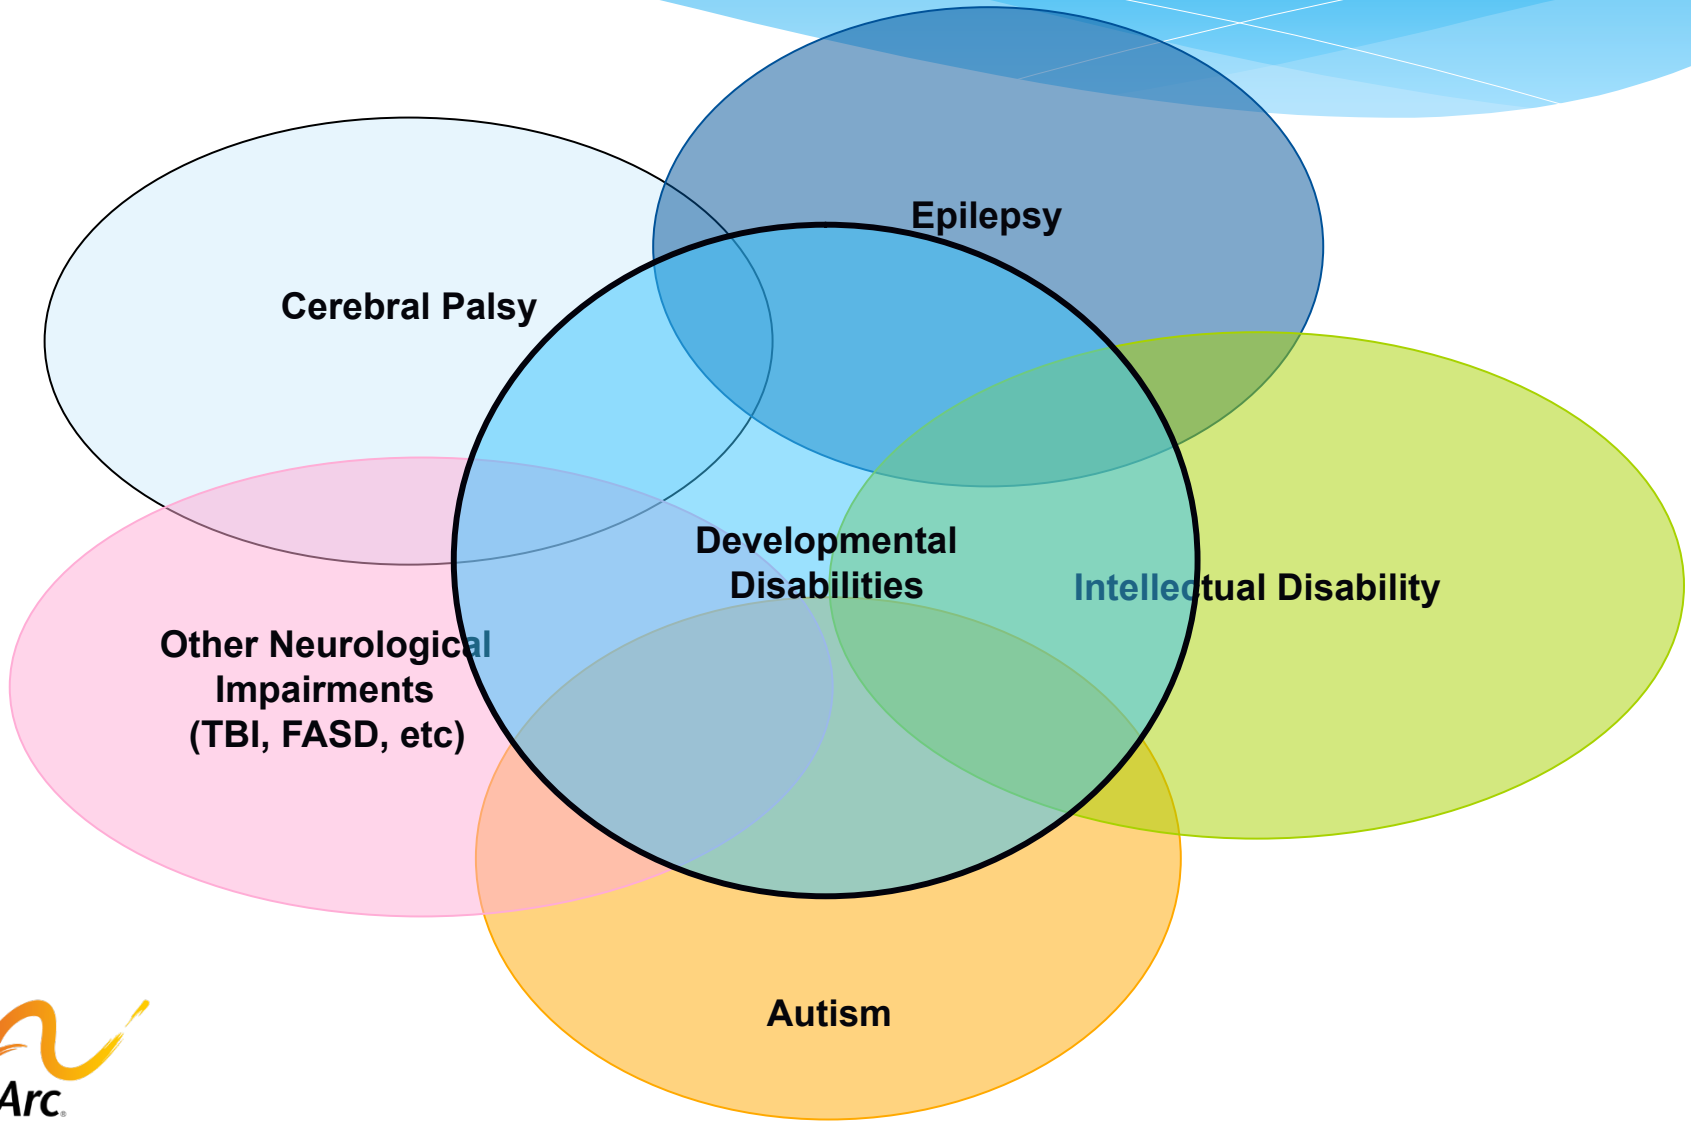 Epilepsy
Cerebral Palsy
Developmental
Disabilities
Intellectual Disability
Other Neurological
Impairments
(TBI, FASD, etc)
Autism
Arc®